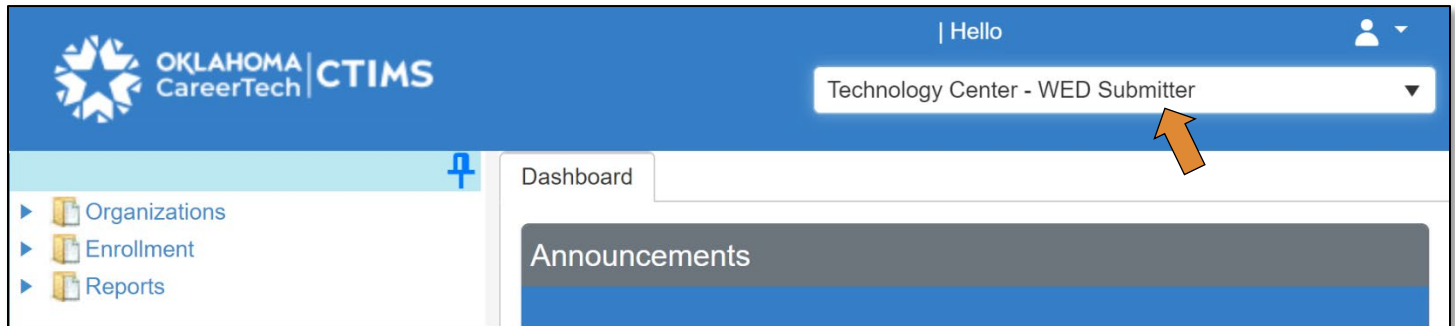 | Hello
OKLAHOMA
CareerTech
CTIMS
Technology Center - WED Submitter
Dashboard
Organizations
Enrollment
Reports
Announcements